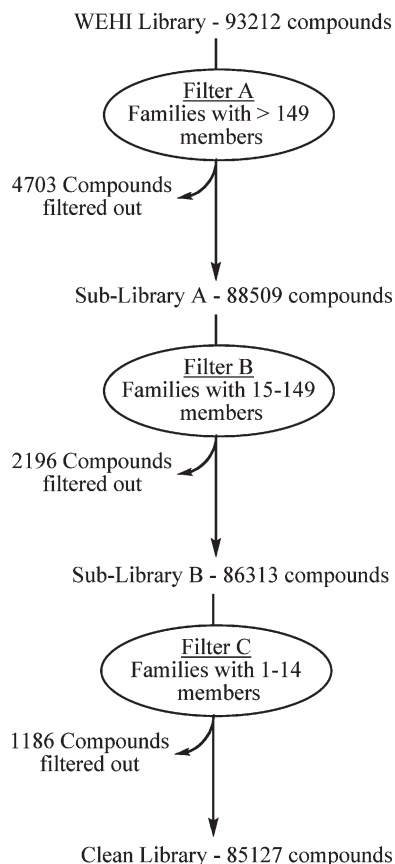 WEHI Library - 93212 compounds
Filter A
Families with > 149
members
4703 Compounds
filtered out
Sub-Library A - 88509 compounds
Filter B
Families with 15-149
members
2196 Compounds
filtered out
Sub-Library B - 86313 compounds
Filter C
Families with 1-14
members
1186 Compounds
filtered out
Clean Library - 85127 compounds